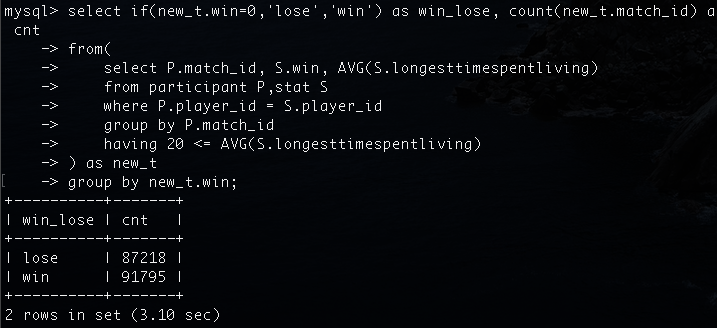 mysql> select if(new_t.win=0,'lose','win') as win_lose, count(new_t.match_id) a
 cnt
    -> from(
    ->     select P.match_id, S.win, AVG(S.longesttimespentliving)
    ->     from participant P,stat S
    ->     where P.player_id = S.player_id
    ->     group by P.match_id
    ->     having 20 <= AVG(S.longesttimespentliving)
    -> ) as new_t
[   -> group by new_t.win;
+----------+-------+
| win_lose | cnt   |
+----------+-------+
| lose     | 87218 |
| win      | 91795 |
+----------+-------+
2 rows in set (3.10 sec)